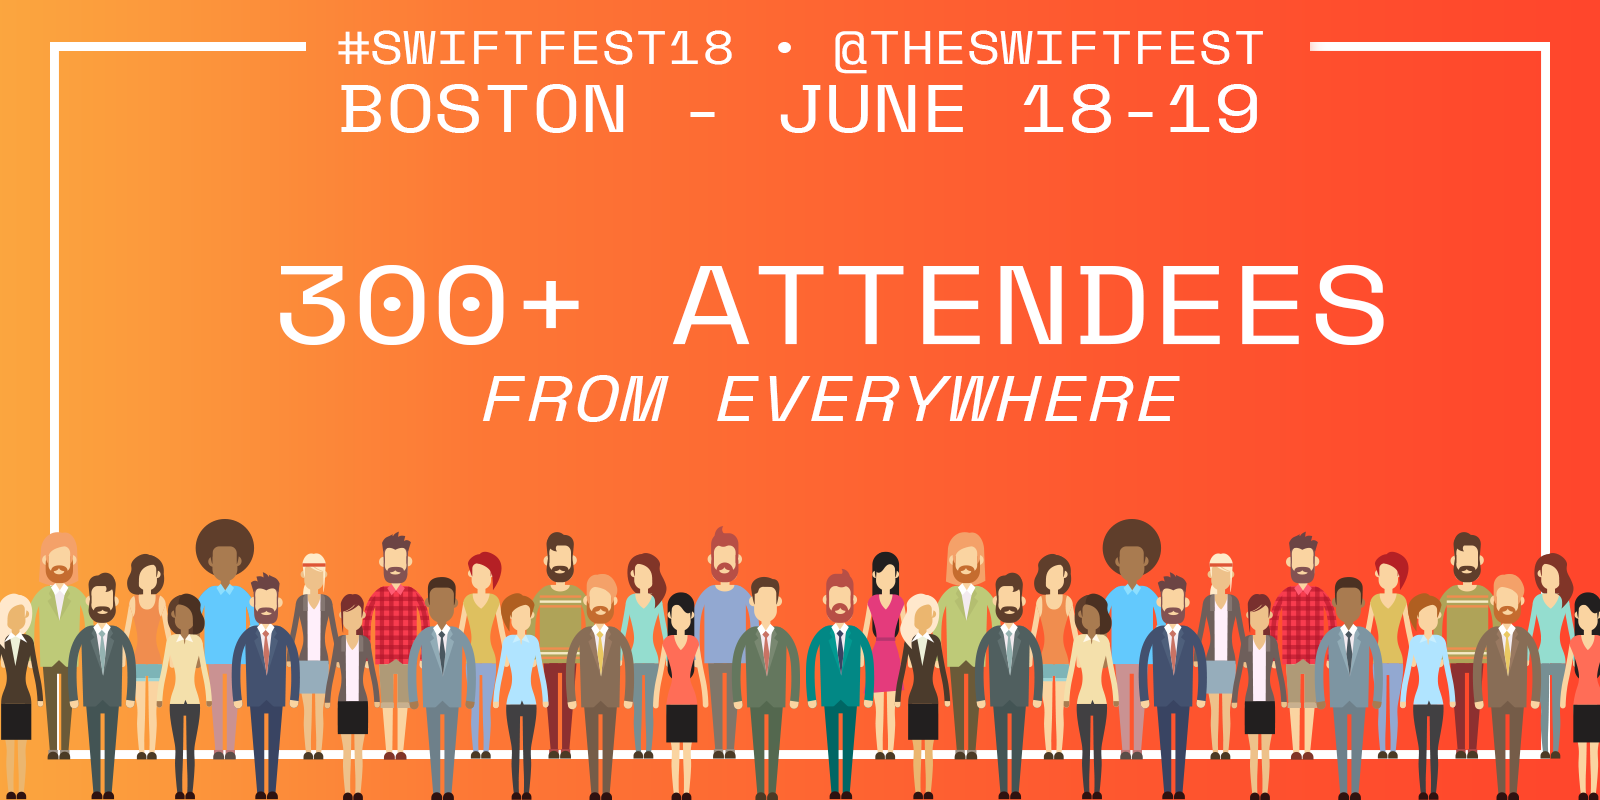 #SWIFTFEST18 • @THESWIFTFEST
BOSTON - JUNE 18-19
300+ ATTENDEES
FROM EVERYWHERE